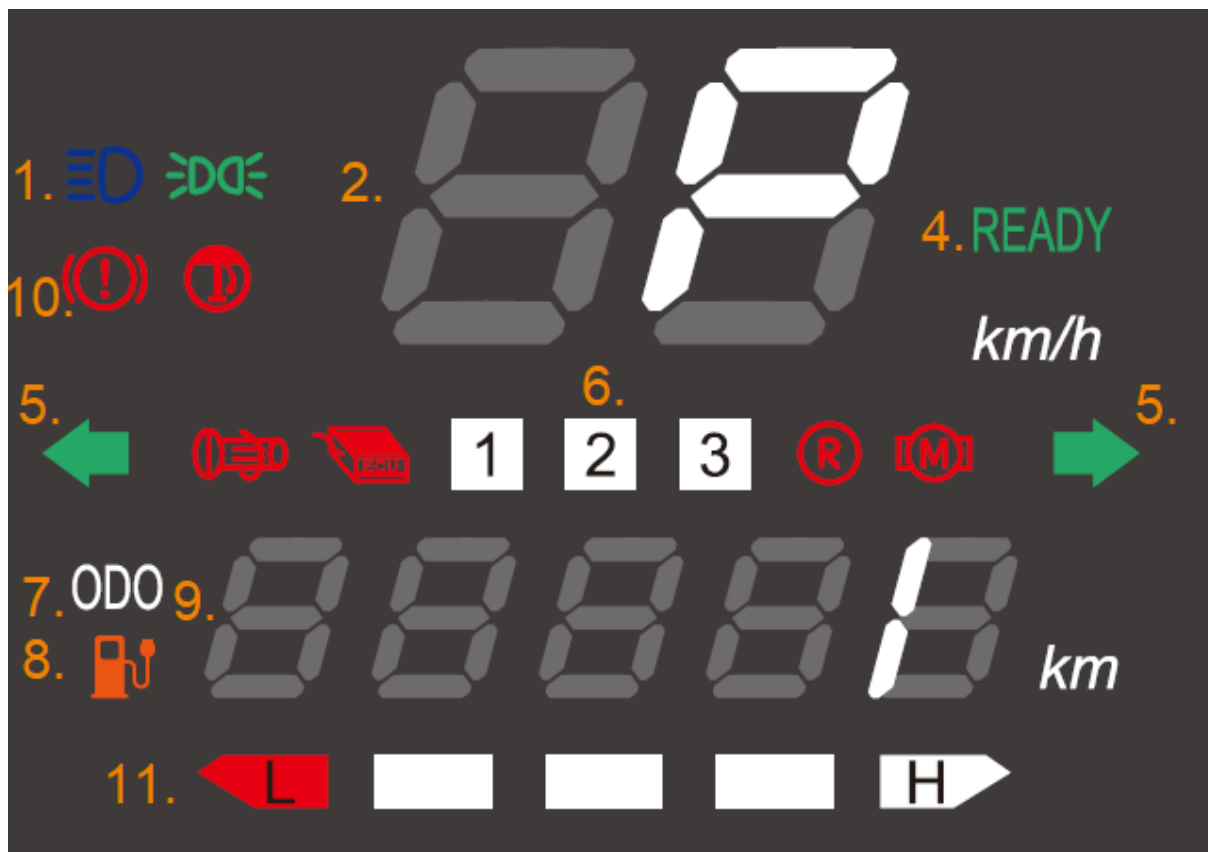 P
1.
2.
4. READY
(!)
10.
km/h
6.
5.
5.
ECU
1 2 3
R
M
7. ODO 9.
1
8.
km
11. L H